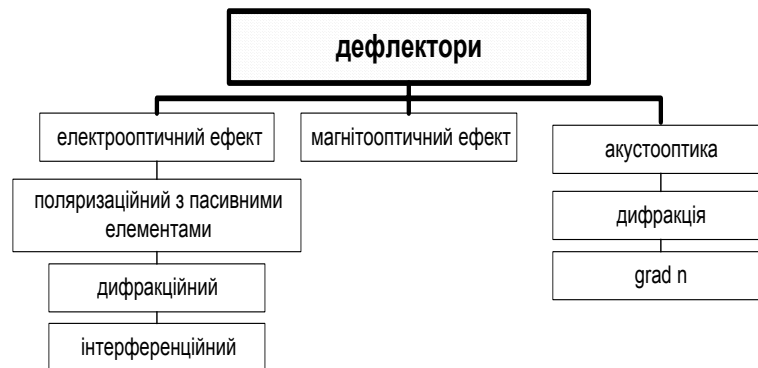 дефлектори
електрооптичний ефект
магнітооптичний ефект
акустооптика
поляризаційний з пасивними
елементами
дифракція
дифракційний
grad n
інтерференційний